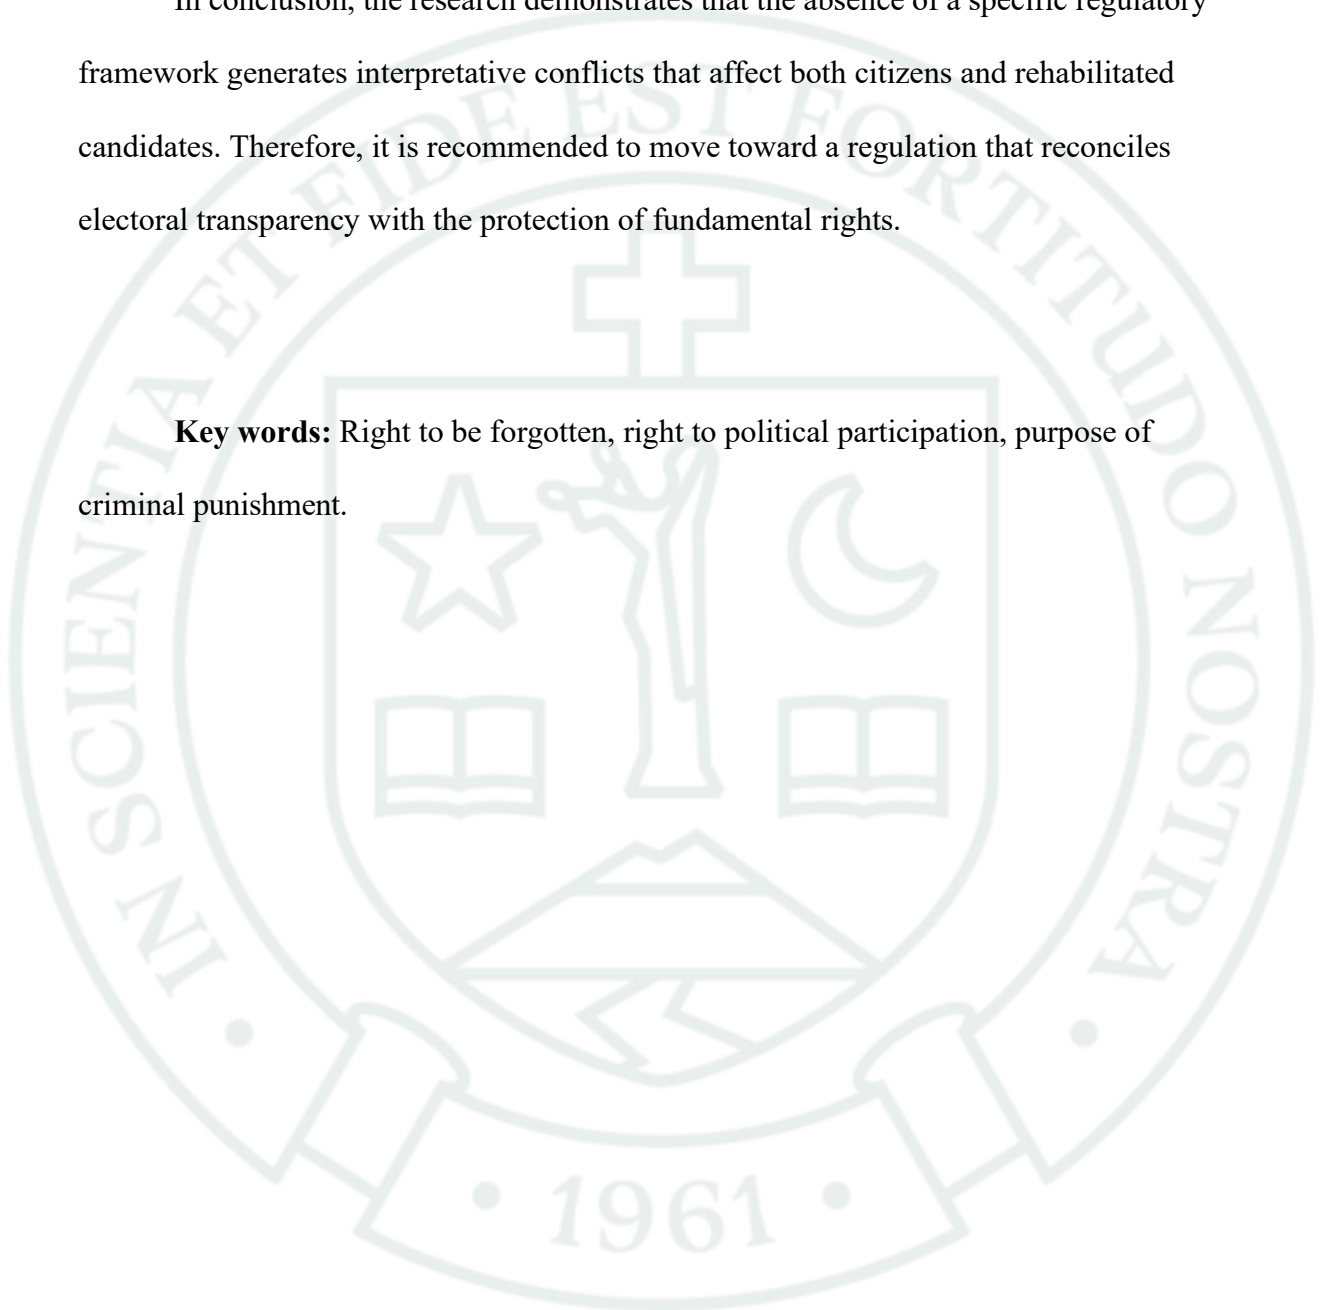 In conclusion, the research demonstrates that the absence of a specific regulatory
framework generates interpretative conflicts that affect both citizens and rehabilitated
candidates. Therefore, it is recommended to move toward a regulation that reconciles
electoral transparency with the protection of fundamental rights.
Key words: Right to be forgotten, right to political participation, purpose of
criminal punishment.
IN SCIENTIA ET FIDE EST FORTITUDO NOSTRA
• 1961 •